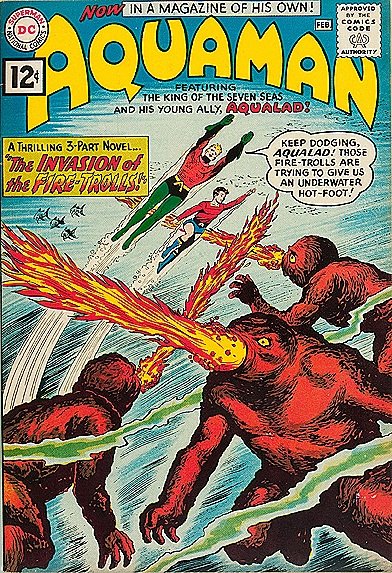 NOW IN A MAGAZINE OF HIS OWN!
SUPERMAN
DC
NATIONAL COMICS
FEB.
APPROVED
BY THE
COMICS
CODE
CA
AUTHORITY
12¢
AQUAMAN
FEATURING
THE KING OF THE SEVEN SEAS
AND HIS YOUNG ALLY, AQUALAD!
A THRILLING 3-PART NOVEL...
"The INVASION of
the FIRE-TROLLS!"
KEEP DODGING,
AQUALAD! THOSE
FIRE-TROLLS ARE
TRYING TO GIVE US
AN UNDERWATER
HOT-FOOT!